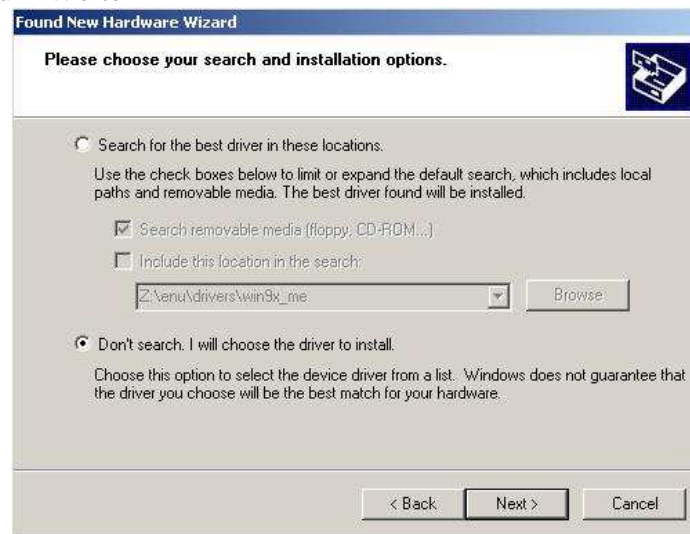 Found New Hardware Wizard
Please choose your search and installation options.
Search for the best driver in these locations.
Use the check boxes below to limit or expand the default search, which includes local
paths and removable media. The best driver found will be installed.
Search removable media (floppy, CD-ROM...)
Include this location in the search:
Z:\enu\drivers\win9x_me
Browse
Don't search. I will choose the driver to install.
Choose this option to select the device driver from a list. Windows does not guarantee that
the driver you choose will be the best match for your hardware.
< Back
Next >
Cancel